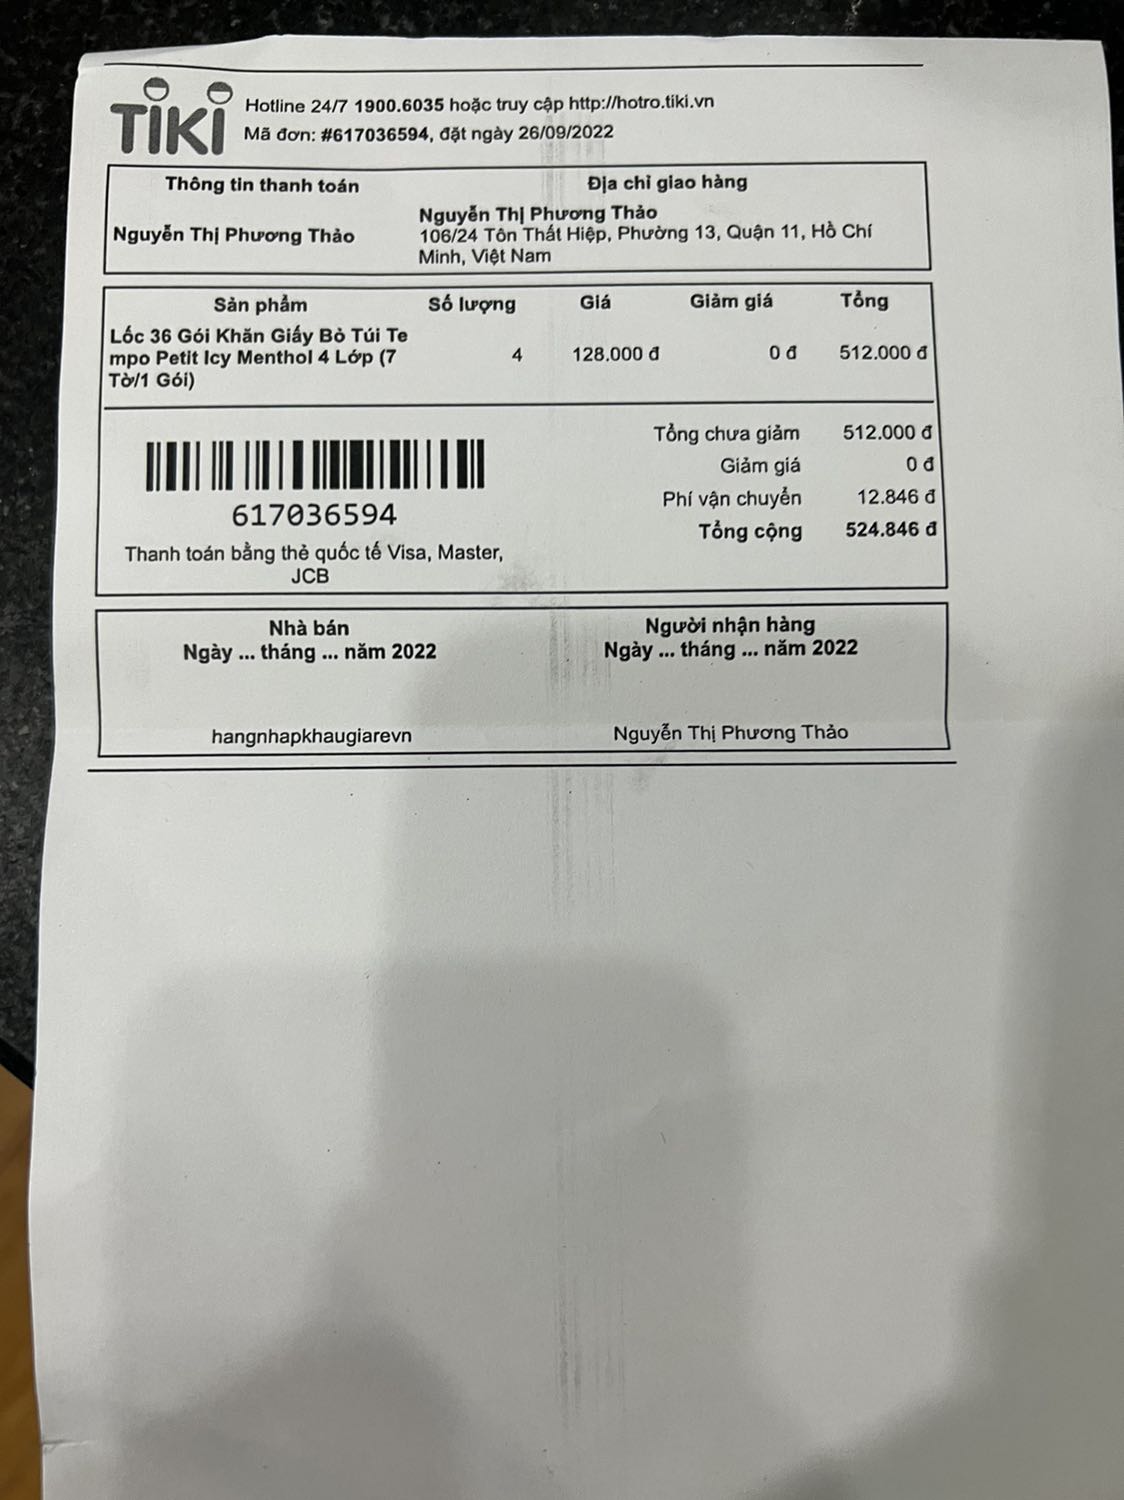 TIKI
Hotline 24/7 1900.6035 hoặc truy cập http://hotro.tiki.vn
Mã đơn: #617036594, đặt ngày 26/09/2022
Thông tin thanh toán Địa chỉ giao hàng
Nguyễn Thị Phương Thảo
Nguyễn Thị Phương Thảo
106/24 Tôn Thất Hiệp, Phường 13, Quận 11, Hồ Chí
Minh, Việt Nam
Sản phẩm Số lượng Giá Giảm giá Tổng
Lốc 36 Gói Khăn Giấy Bỏ Túi Te
mpo Petit Icy Menthol 4 Lớp (7 4 128.000 đ 0 đ 512.000 đ
Tờ/1 Gói)
Tổng chưa giảm 512.000 đ
Giảm giá 0 đ
Phí vận chuyển 12.846 đ
Tổng cộng 524.846 đ
617036594
Thanh toán bằng thẻ quốc tế Visa, Master,
JCB
Nhà bán Người nhận hàng
Ngày ... tháng ... năm 2022 Ngày ... tháng ... năm 2022
hangnhapkhaugiarevn Nguyễn Thị Phương Thảo